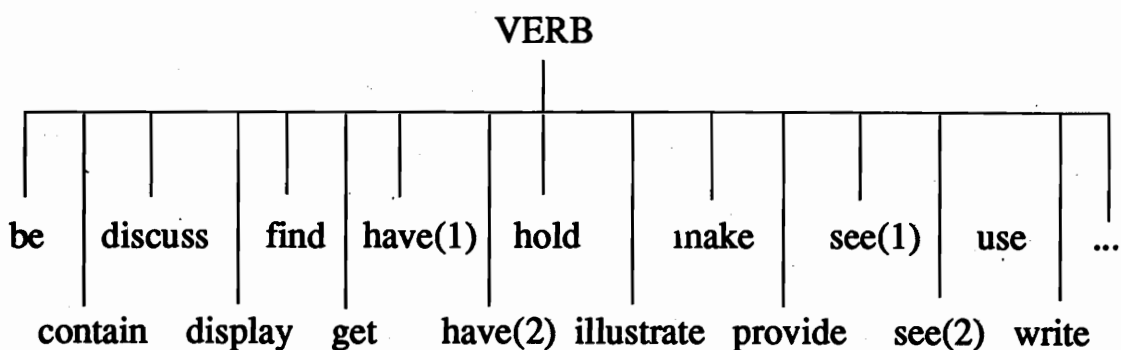 VERB
be discuss find have(1) hold make see(1) use ...
contain display get have(2) illustrate provide see(2) write